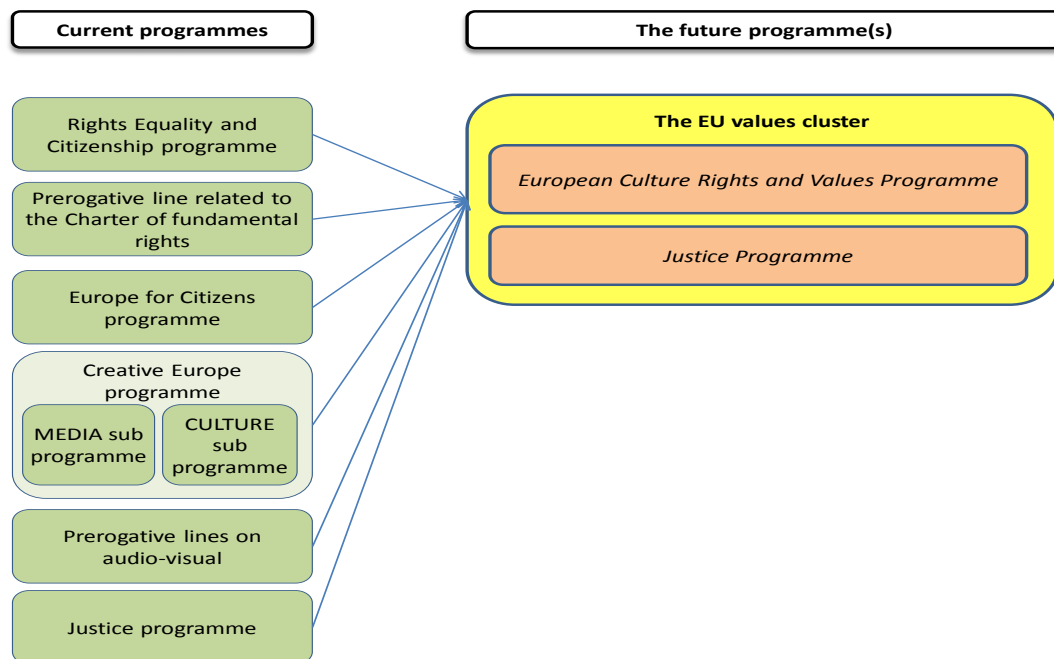 Current programmes
The future programme(s)
Rights Equality and
Citizenship programme
Prerogative line related to
the Charter of fundamental
rights
Europe for Citizens
programme
Creative Europe
programme
MEDIA sub
programme
CULTURE
sub
programme
Prerogative lines on
audio-visual
Justice programme
The EU values cluster
European Culture Rights and Values Programme
Justice Programme